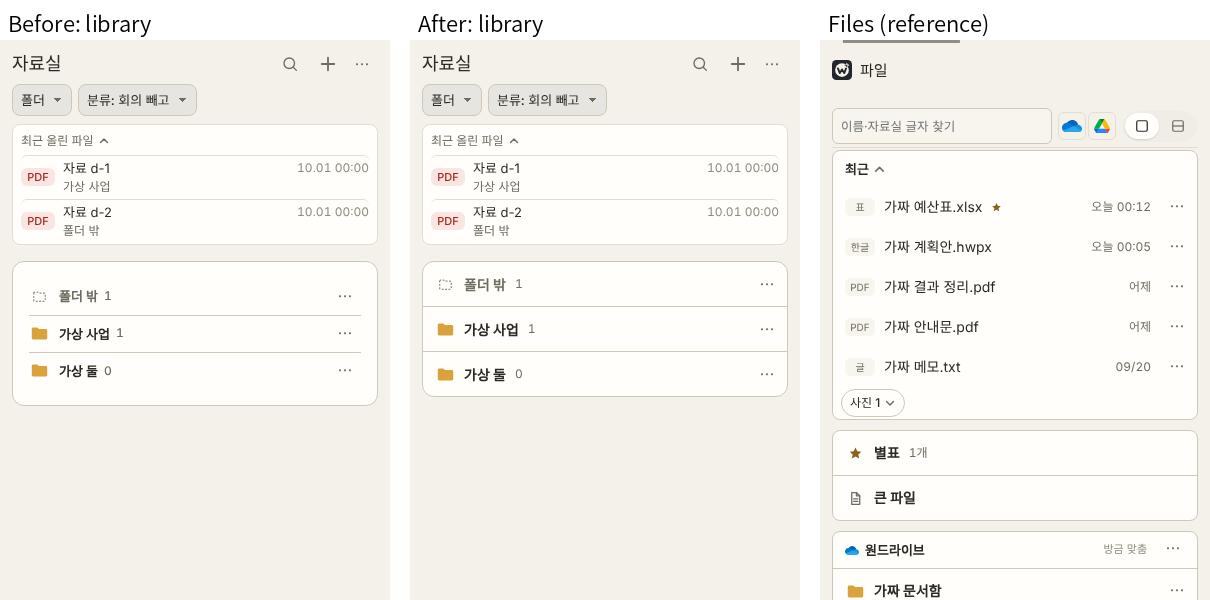 Before: library
자료실
폴더
분류: 회의 빼고
최근 올린 파일
PDF 자료 d-1 10.01 00:00
가상 사업
PDF 자료 d-2 10.01 00:00
폴더 밖
폴더 밖 1
가상 사업 1
가상 둘 0
After: library
자료실
폴더
분류: 회의 빼고
최근 올린 파일
PDF 자료 d-1 10.01 00:00
가상 사업
PDF 자료 d-2 10.01 00:00
폴더 밖
폴더 밖 1
가상 사업 1
가상 둘 0
Files (reference)
파일
이름·자료실 글자 찾기
최근
표 가짜 예산표.xlsx 오늘 00:12
한글 가짜 계획안.hwpx 오늘 00:05
PDF 가짜 결과 정리.pdf 어제
PDF 가짜 안내문.pdf 어제
글 가짜 메모.txt 09/20
사진 1
별표 1개
큰 파일
원드라이브 방금 맞춤
가짜 문서함